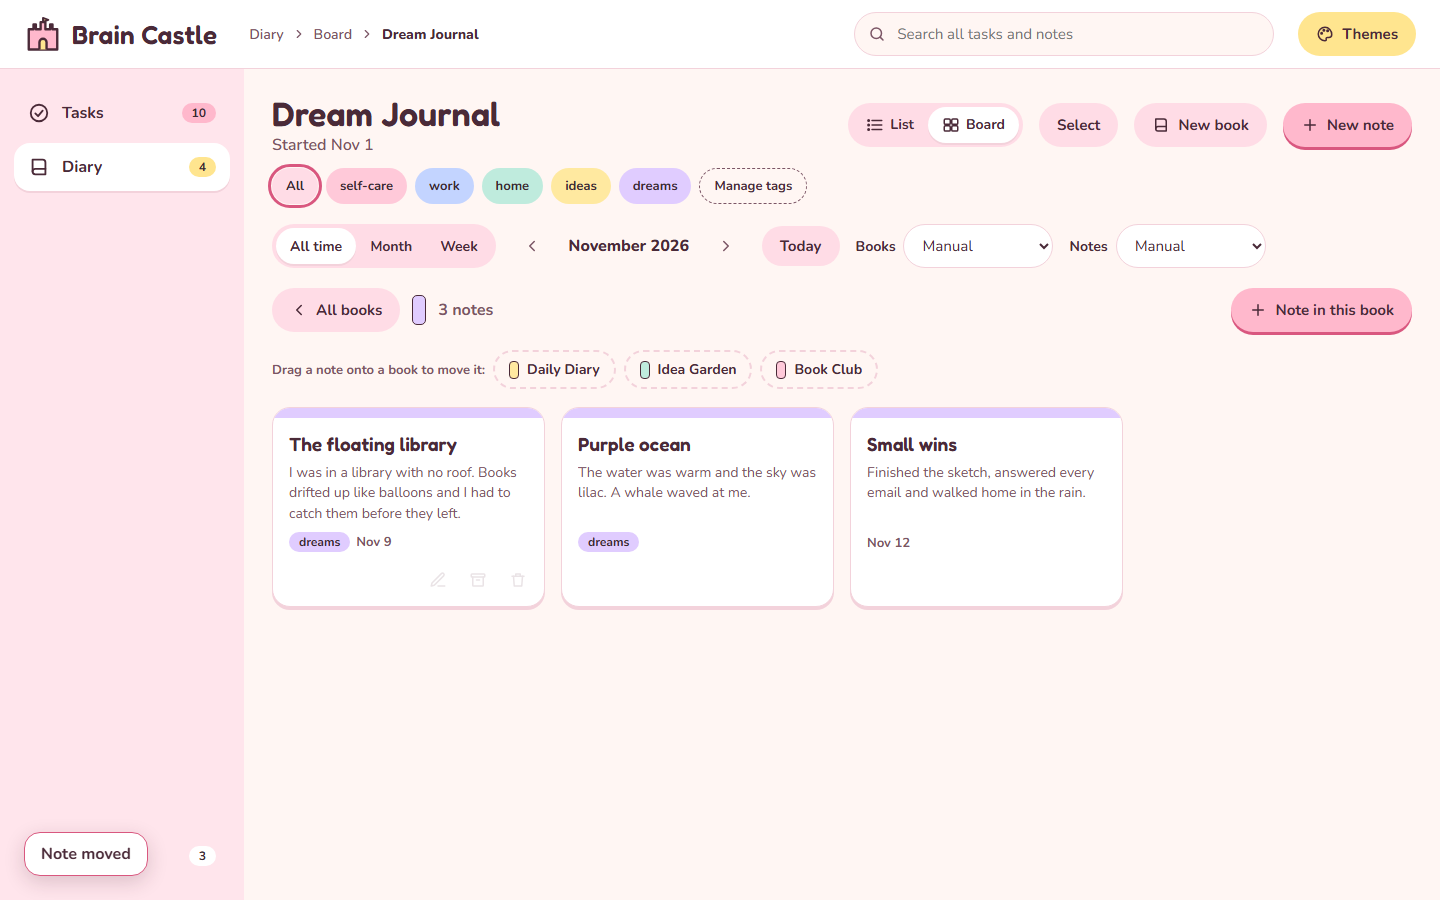 Brain Castle
Diary
Board
Dream Journal
Search all tasks and notes
Themes
Tasks
10
Diary
4
Dream Journal
Started Nov 1
List
Board
Select
New book
New note
All
self-care
work
home
ideas
dreams
Manage tags
All time
Month
Week
November 2026
Today
Books
Manual
Notes
Manual
All books
3 notes
Note in this book
Drag a note onto a book to move it:
Daily Diary
Idea Garden
Book Club
The floating library
I was in a library with no roof. Books
drifted up like balloons and I had to
catch them before they left.
dreams
Nov 9
Purple ocean
The water was warm and the sky was
lilac. A whale waved at me.
dreams
Small wins
Finished the sketch, answered every
email and walked home in the rain.
Nov 12
Note moved
3